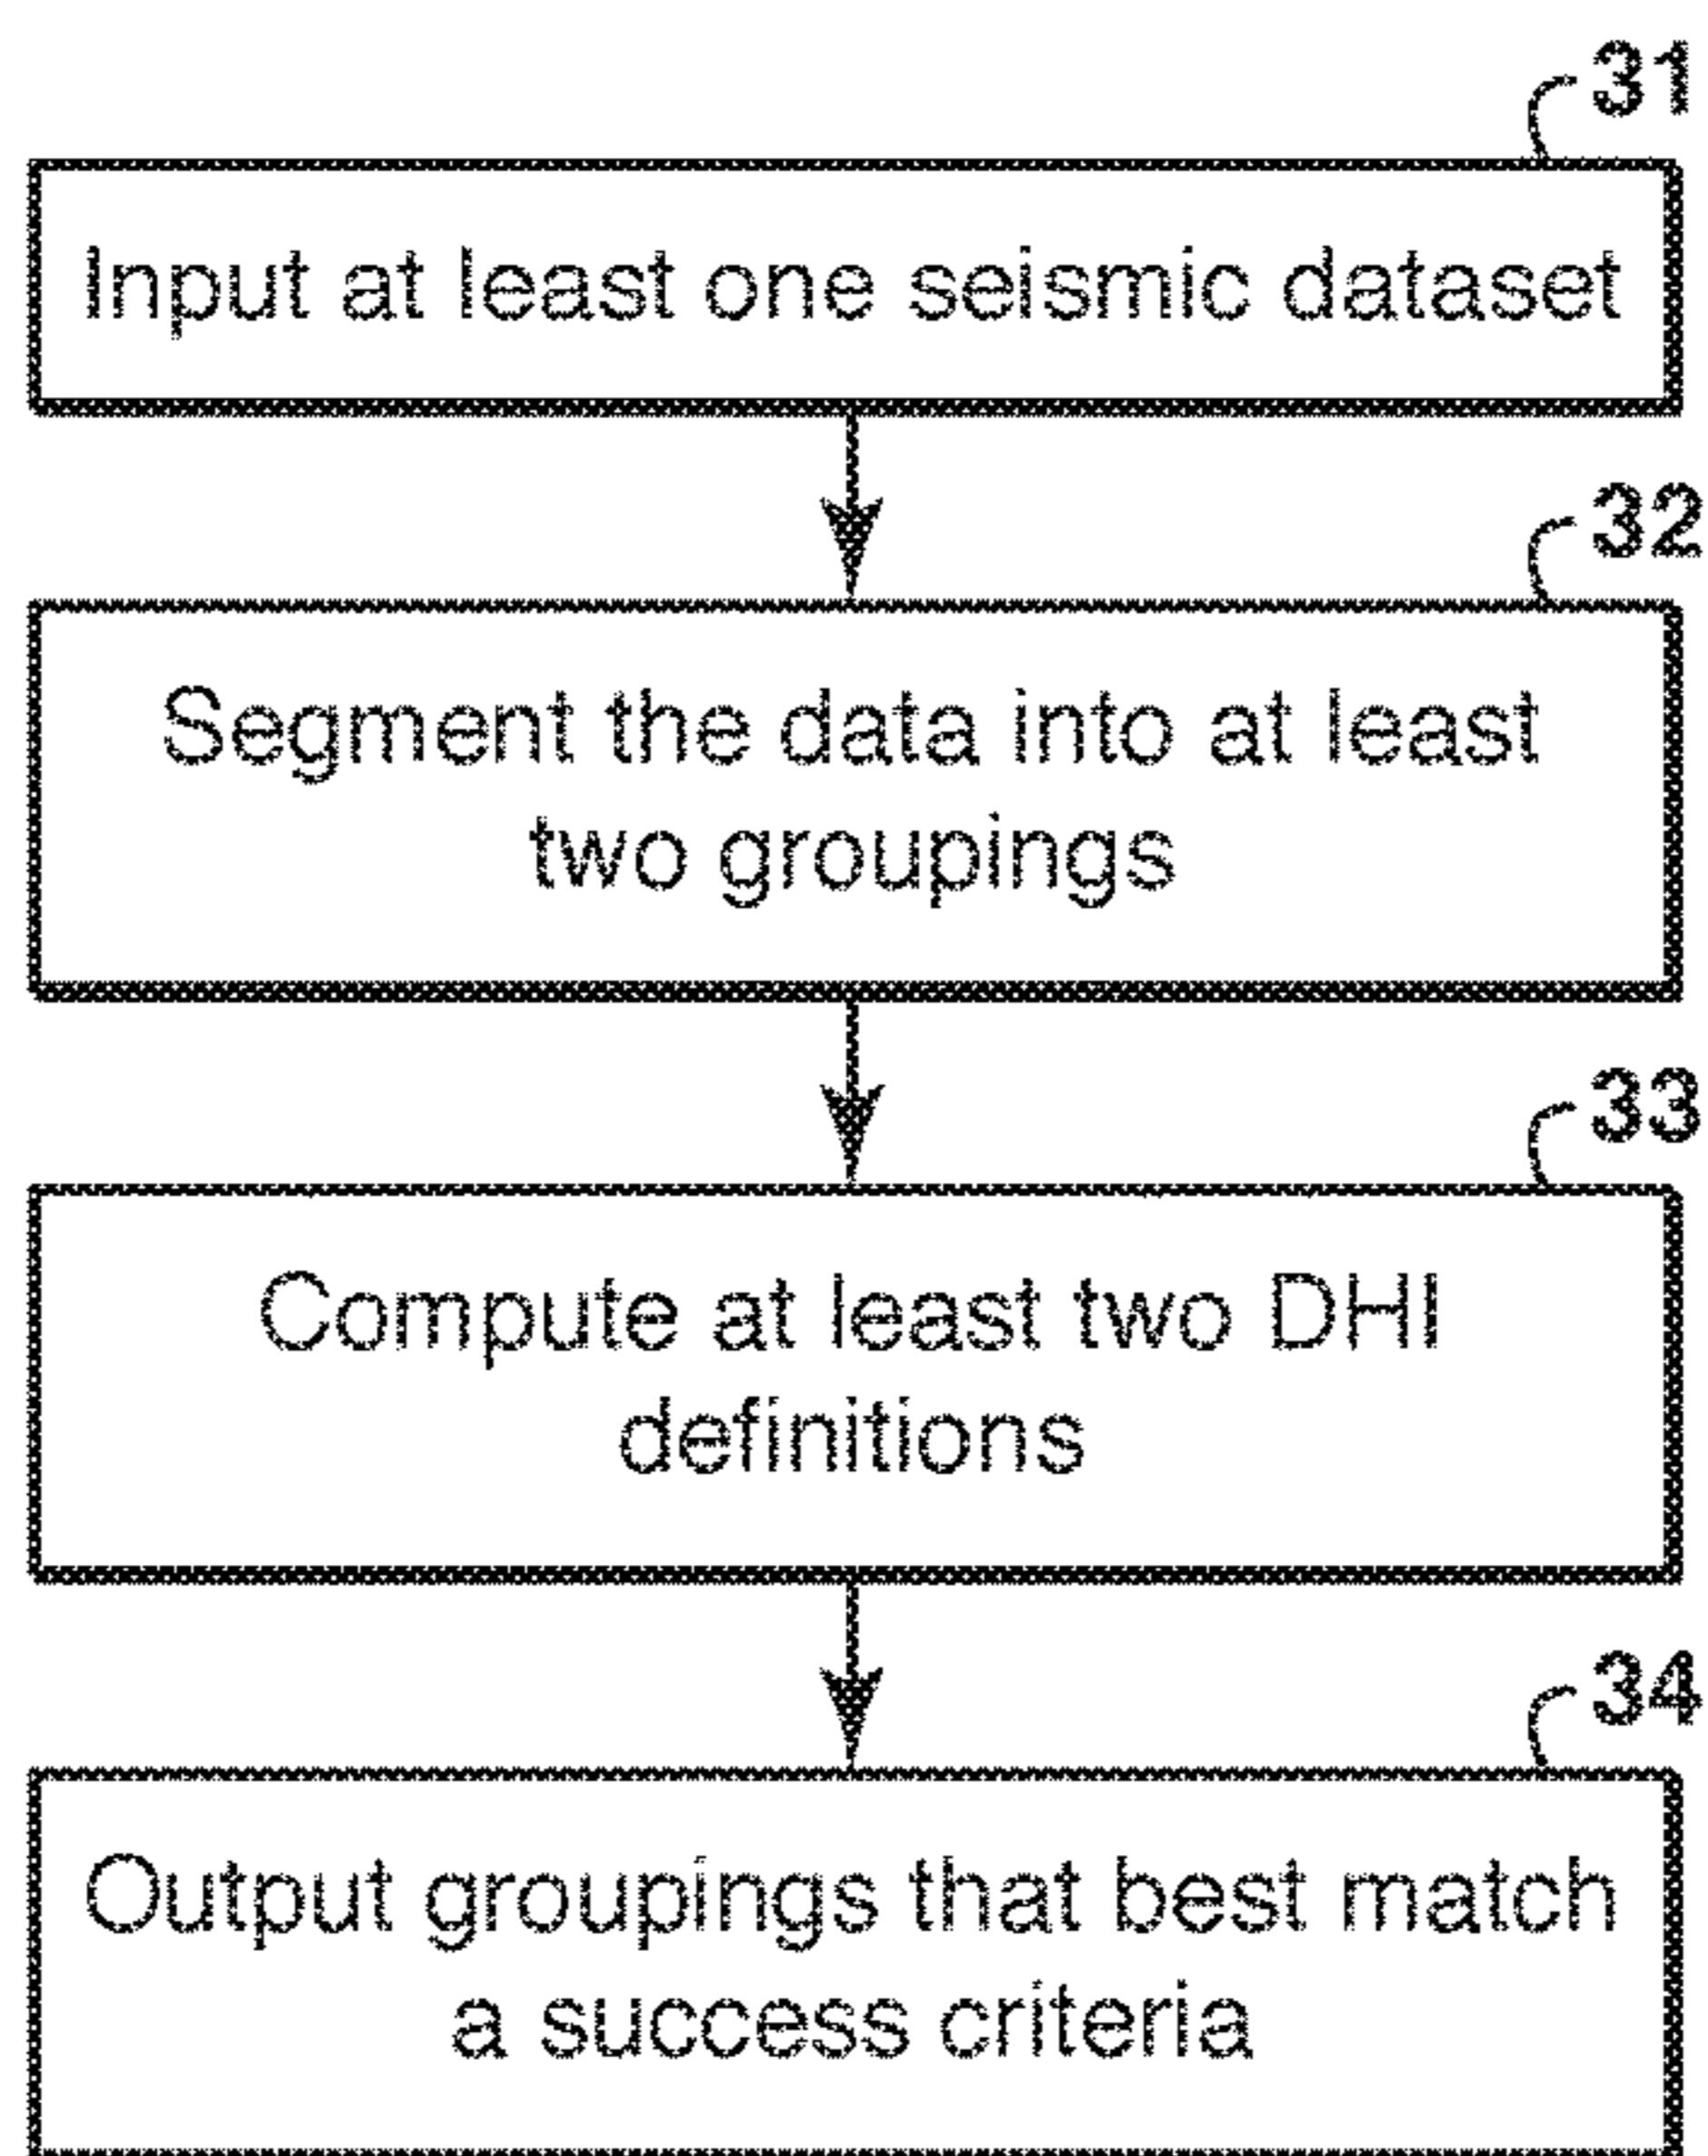 31
Input at least one seismic dataset
32
Segment the data into at least
two groupings
33
Compute at least two DHI
definitions
34
Output groupings that best match
a success criteria